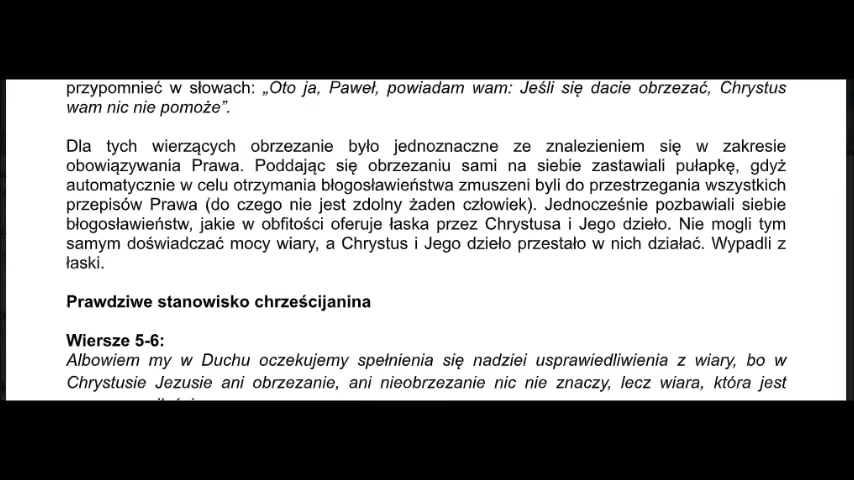 przypomnieć w słowach: „Oto ja, Paweł, powiadam wam: Jeśli się dacie obrzezać, Chrystus
wam nic nie pomoże”.
Dla tych wierzących obrzezanie było jednoznaczne ze znalezieniem się w zakresie
obowiązywania Prawa. Poddając się obrzezaniu sami na siebie zastawiali pułapkę, gdyż
automatycznie w celu otrzymania błogosławieństwa zmuszeni byli do przestrzegania wszystkich
przepisów Prawa (do czego nie jest zdolny żaden człowiek). Jednocześnie pozbawiali siebie
błogosławieństw, jakie w obfitości oferuje łaska przez Chrystusa i Jego dzieło. Nie mogli tym
samym doświadczać mocy wiary, a Chrystus i Jego dzieło przestało w nich działać. Wypadli z
łaski.
Prawdziwe stanowisko chrześcijanina
Wiersze 5-6:
Albowiem my w Duchu oczekujemy spełnienia się nadziei usprawiedliwienia z wiary, bo w
Chrystusie Jezusie ani obrzezanie, ani nieobrzezanie nic nie znaczy, lecz wiara, która jest